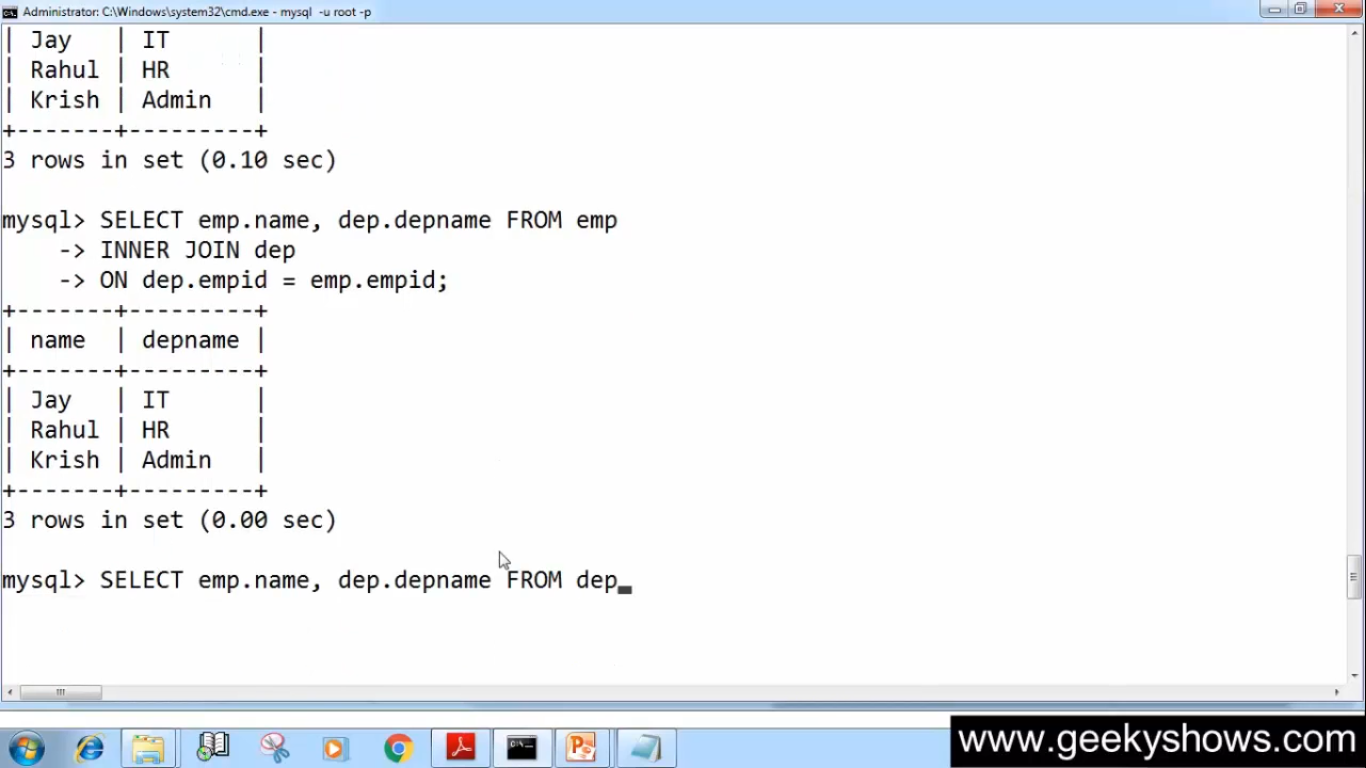 Administrator: C:\Windows\system32\cmd.exe - mysql -u root -p
| Jay   | IT      |
| Rahul | HR      |
| Krish | Admin   |
+-------+---------+
3 rows in set (0.10 sec)
mysql> SELECT emp.name, dep.depname FROM emp
    -> INNER JOIN dep
    -> ON dep.empid = emp.empid;
+-------+---------+
| name  | depname |
+-------+---------+
| Jay   | IT      |
| Rahul | HR      |
| Krish | Admin   |
+-------+---------+
3 rows in set (0.00 sec)
mysql> SELECT emp.name, dep.depname FROM dep
www.geekyshows.com